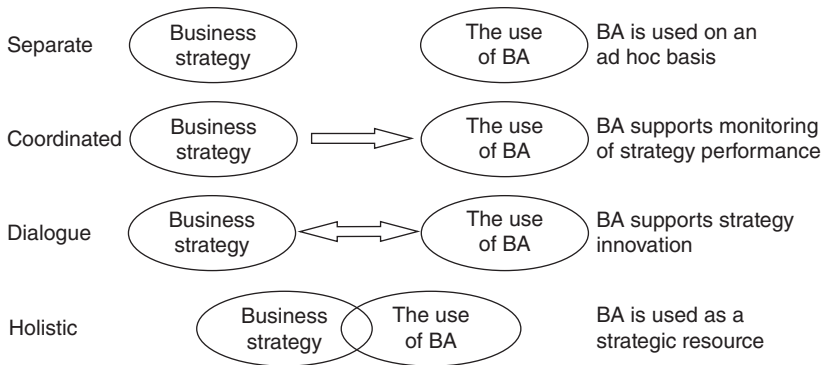 Separate
Business
strategy
The use
of BA
BA is used on an
ad hoc basis
Coordinated
Business
strategy
The use
of BA
BA supports monitoring
of strategy performance
Dialogue
Business
strategy
The use
of BA
BA supports strategy
innovation
Holistic
Business
strategy
The use
of BA
BA is used as a
strategic resource